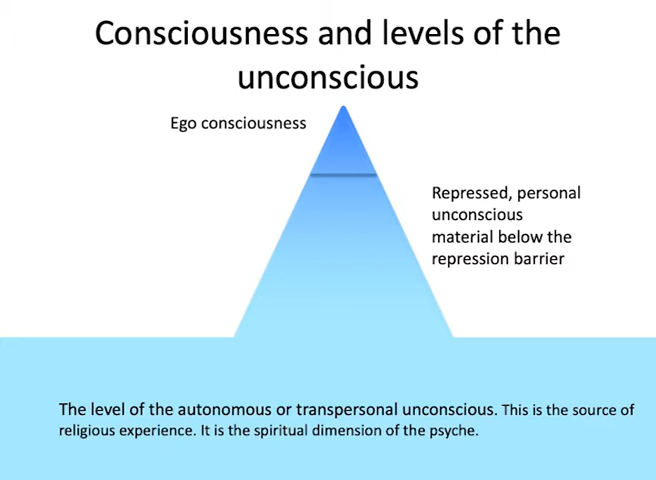 Consciousness and levels of the
unconscious
Ego consciousness
Repressed, personal
unconscious
material below the
repression barrier
The level of the autonomous or transpersonal unconscious. This is the source of
religious experience. It is the spiritual dimension of the psyche.